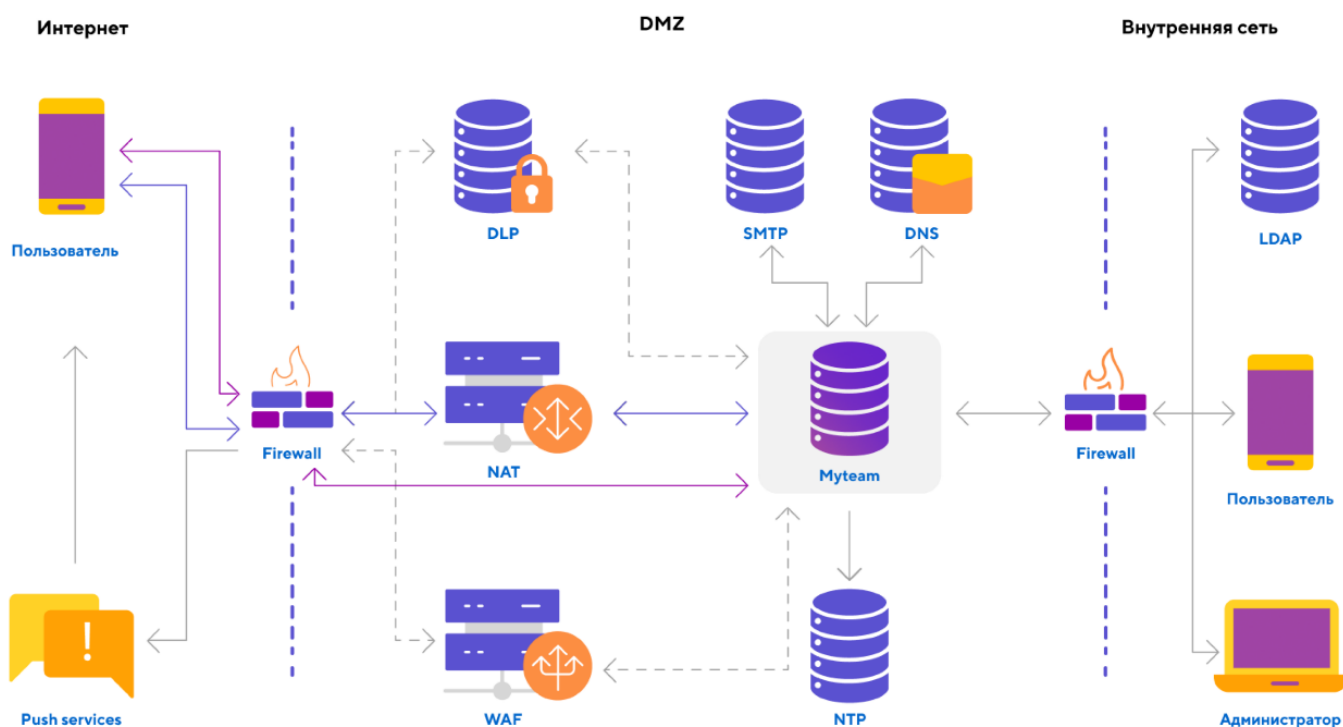 Интернет
DMZ
Внутренняя сеть
Пользователь
DLP
SMTP
DNS
LDAP
Firewall
NAT
Myteam
Firewall
Пользователь
!
Push services
WAF
NTP
Администратор